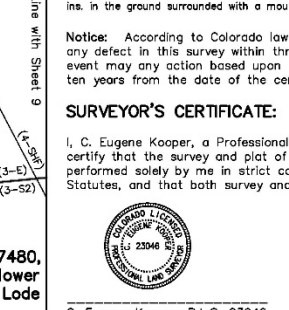 ine with Sheet 9
(4-SHF)
(3-E)
(3-S2)
7480,
lower
Lode
ins. in the ground surrounded with a mou
Notice: According to Colorado law
any defect in this survey within thr
event may any action based upon
ten years from the date of the cer
SURVEYOR'S CERTIFICATE:
I, C. Eugene Kooper, a Professional
certify that the survey and plat of
performed solely by me in strict co
Statutes, and that both survey and
COLORADO LICENSED
EUGENE KOOPER
23046
PROFESSIONAL LAND SURVEYOR